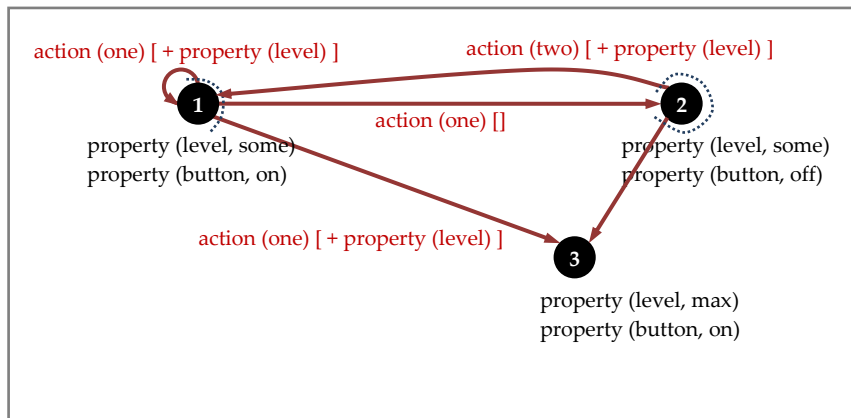 action (one) [ + property (level) ]
action (two) [ + property (level) ]
1
2
action (one) []
property (level, some)
property (button, on)
property (level, some)
property (button, off)
action (one) [ + property (level) ]
3
property (level, max)
property (button, on)